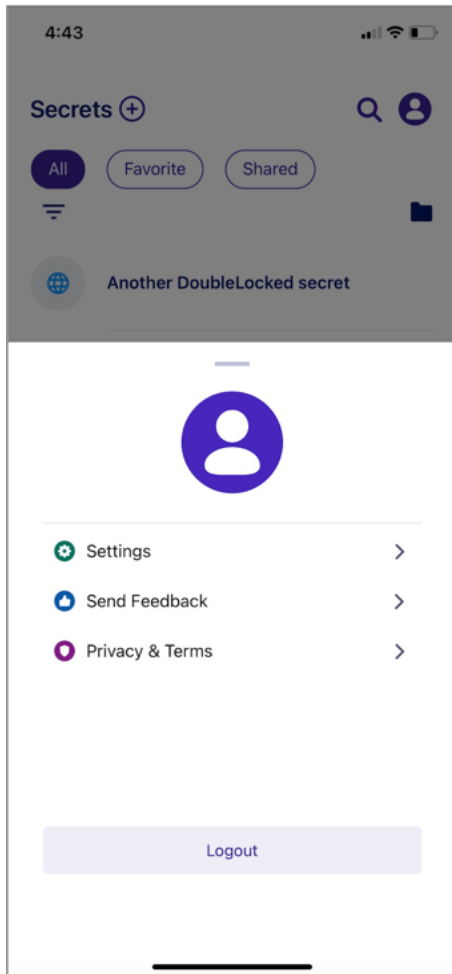 4:43
Secrets
All Favorite Shared
Another DoubleLocked secret
Settings
Send Feedback
Privacy & Terms
Logout